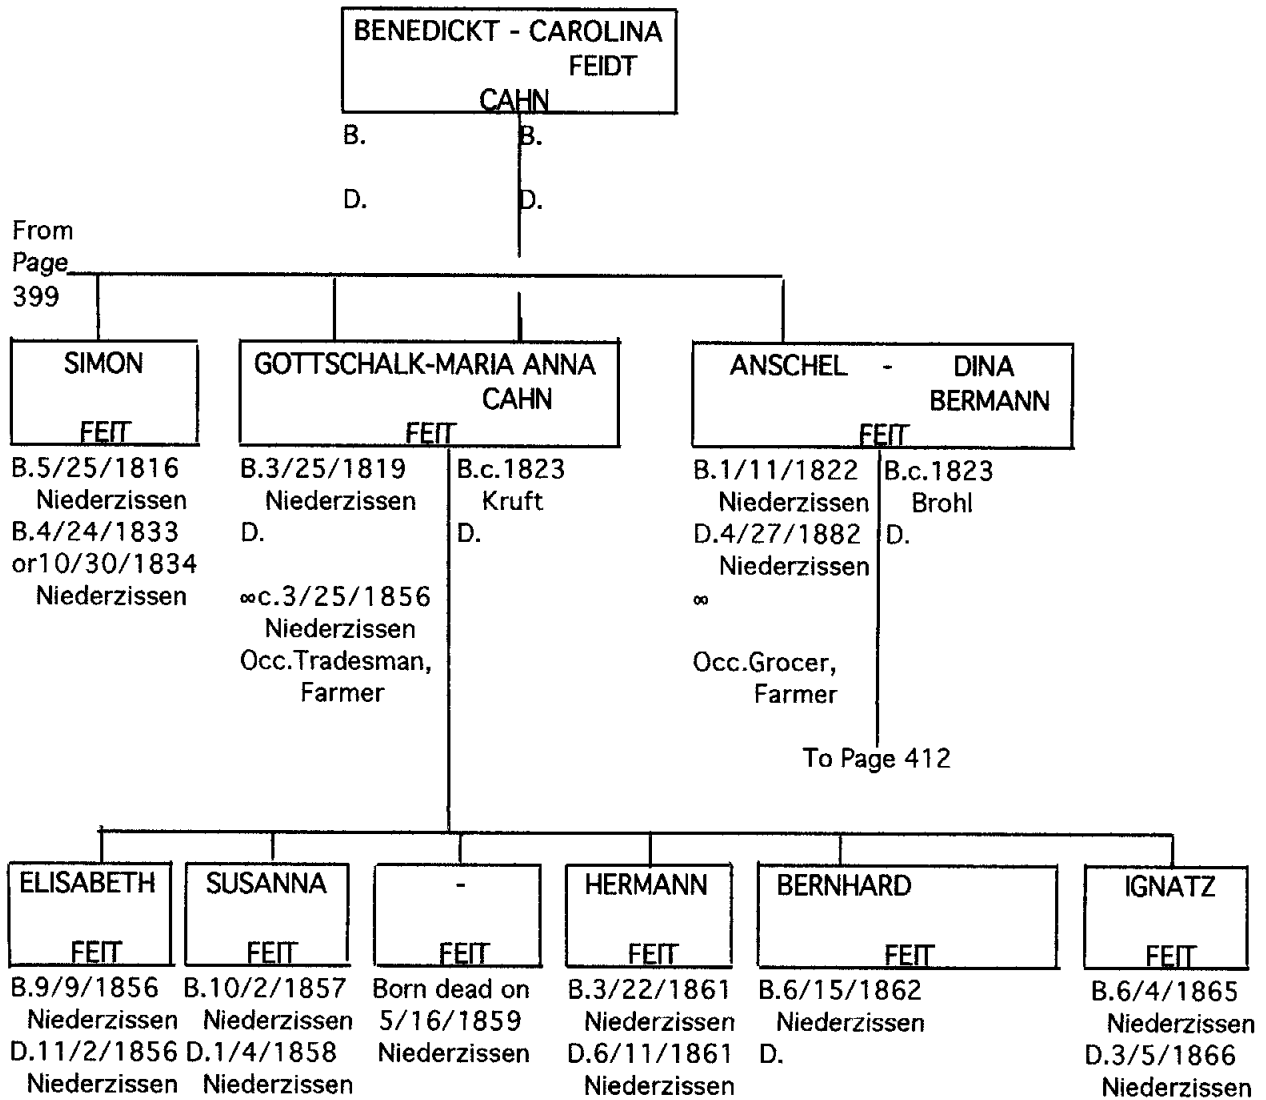 BENEDICKT - CAROLINA
FEIDT
CAHN
B. B.
D. D.
From
Page
399
SIMON
FEIT
B.5/25/1816
Niederzissen
B.4/24/1833
or10/30/1834
Niederzissen
GOTTSCHALK-MARIA ANNA
CAHN
FEIT
B.3/25/1819 B.c.1823
Niederzissen Kruft
D. D.
∞c.3/25/1856
Niederzissen
Occ.Tradesman,
Farmer
ANSCHEL - DINA
BERMANN
FEIT
B.1/11/1822 B.c.1823
Niederzissen Brohl
D.4/27/1882 D.
Niederzissen
∞
Occ.Grocer,
Farmer
To Page 412
ELISABETH
FEIT
B.9/9/1856
Niederzissen
D.11/2/1856
Niederzissen
SUSANNA
FEIT
B.10/2/1857
Niederzissen
D.1/4/1858
Niederzissen
-
FEIT
Born dead on
5/16/1859
Niederzissen
HERMANN
FEIT
B.3/22/1861
Niederzissen
D.6/11/1861
Niederzissen
BERNHARD
FEIT
B.6/15/1862
Niederzissen
D.
IGNATZ
FEIT
B.6/4/1865
Niederzissen
D.3/5/1866
Niederzissen